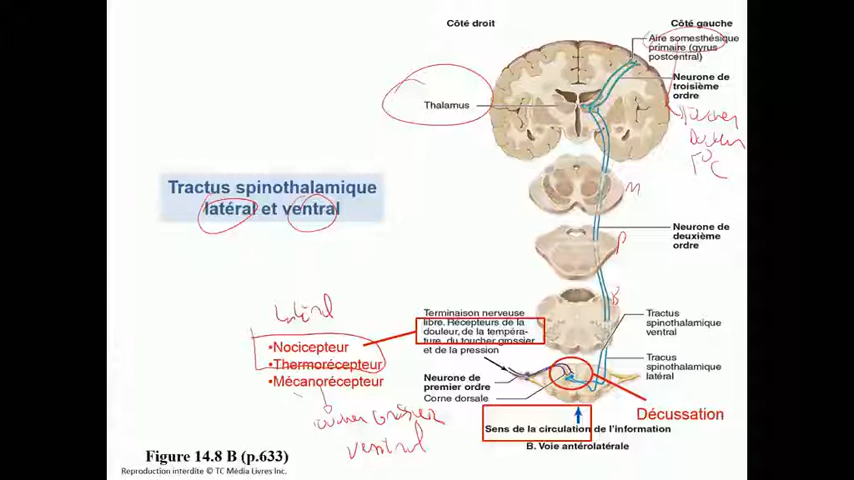 Côté droit
Côté gauche
Aire somesthésique
primaire (gyrus
postcentral)
Neurone de
troisième
ordre
Thalamus
Toucher
Douleur
T°C
Tractus spinothalamique
latéral et ventral
M
Neurone de
deuxième
ordre
P
B
Latéral
Terminaison nerveuse
libre. Récepteurs de la
douleur, de la tempéra-
ture, du toucher grossier
et de la pression
Tractus
spinothalamique
ventral
•Nocicepteur
•Thermorécepteur
•Mécanorécepteur
Tracus
spinothalamique
latéral
Neurone de
premier ordre
Corne dorsale
toucher grossier
ventral
Décussation
Sens de la circulation de l'information
B. Voie antérolatérale
Figure 14.8 B (p.633)
Reproduction interdite © TC Média Livres Inc.